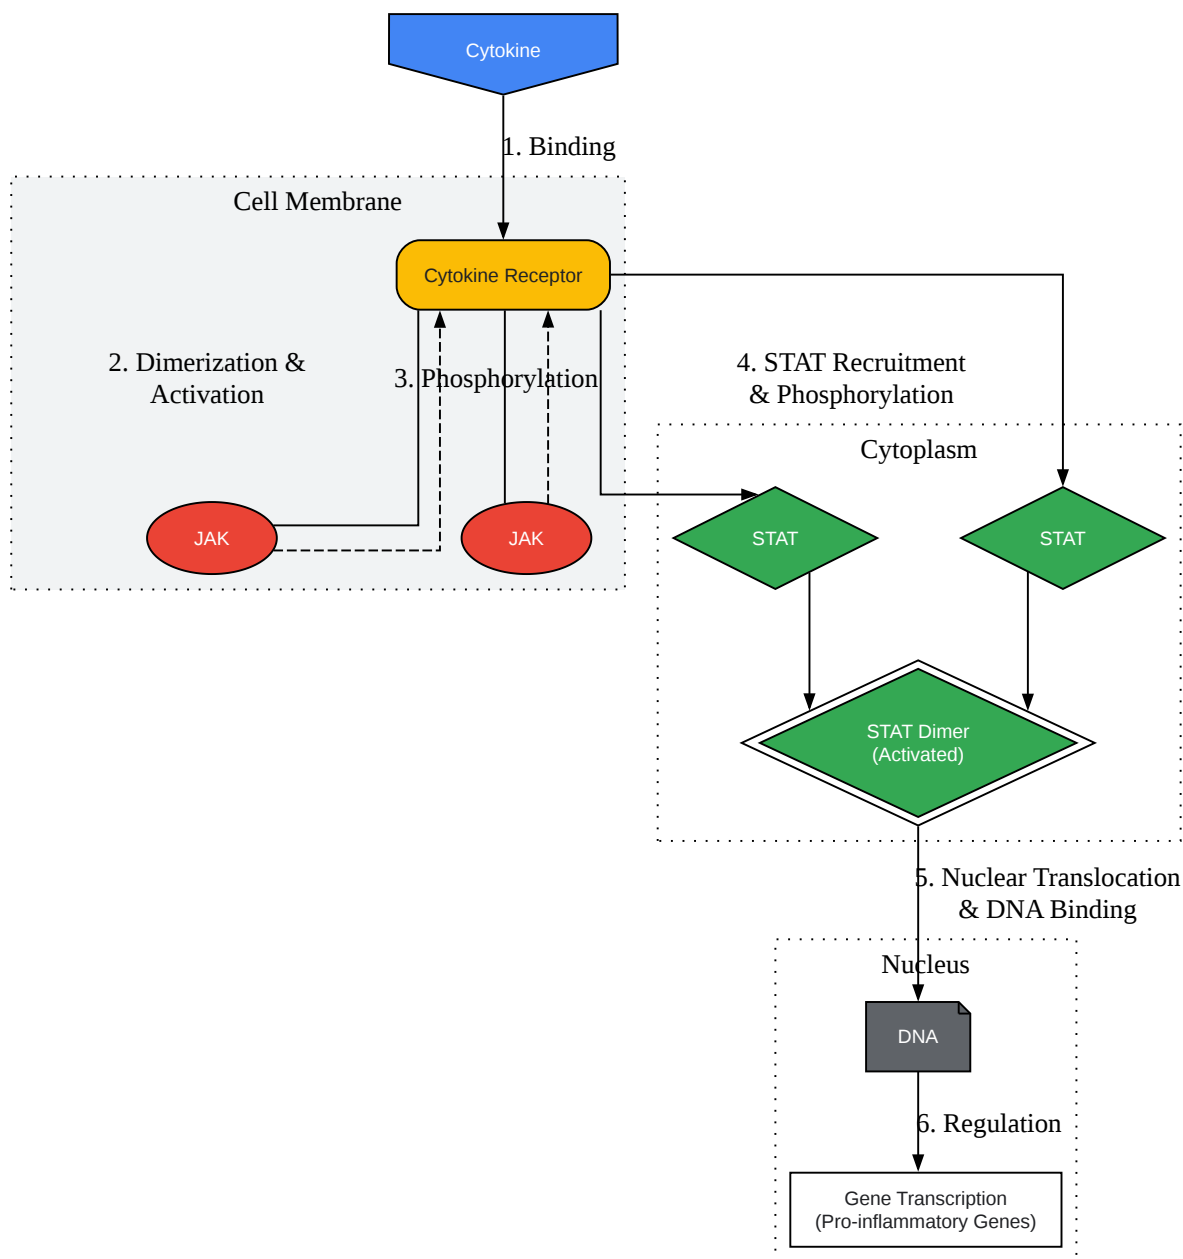 Cytokine
1. Binding
Cell Membrane
Cytokine Receptor
2. Dimerization &
Activation
3. Phosphorylation
4. STAT Recruitment
& Phosphorylation
Cytoplasm
JAK
JAK
STAT
STAT
STAT Dimer
(Activated)
5. Nuclear Translocation
& DNA Binding
Nucleus
DNA
6. Regulation
Gene Transcription
(Pro-inflammatory Genes)